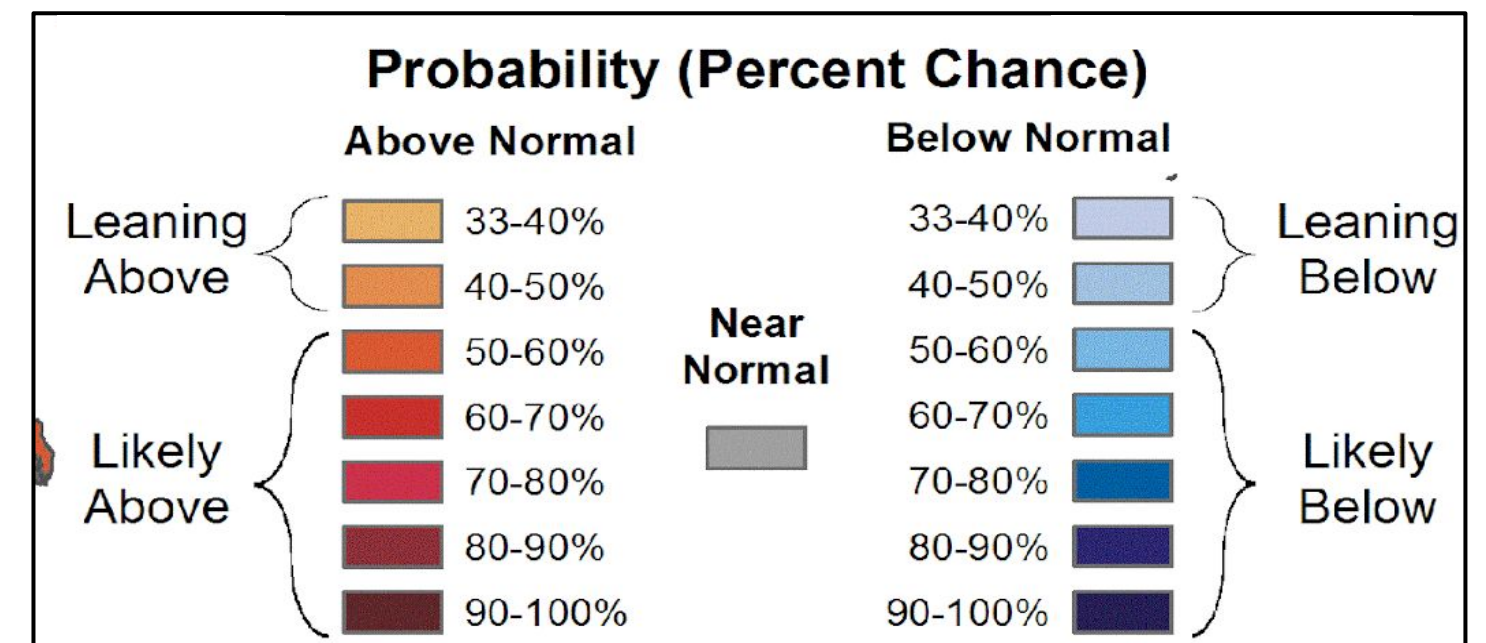 Probability (Percent Chance)
Above Normal
Below Normal
Leaning
Above
33-40%
40-50%
Likely
Above
50-60%
60-70%
70-80%
80-90%
90-100%
Near
Normal
33-40%
40-50%
Leaning
Below
50-60%
60-70%
70-80%
80-90%
90-100%
Likely
Below